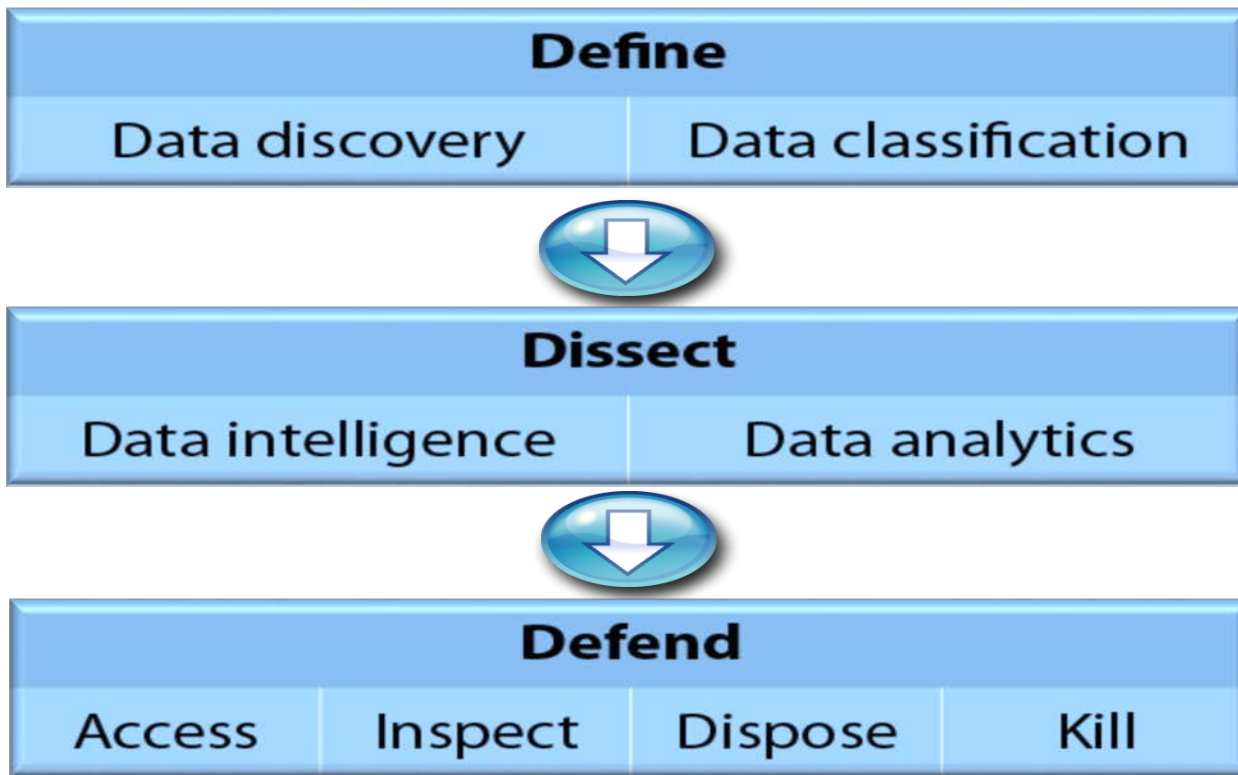 Define
Data discovery Data classification
Dissect
Data intelligence Data analytics
Defend
Access Inspect Dispose Kill